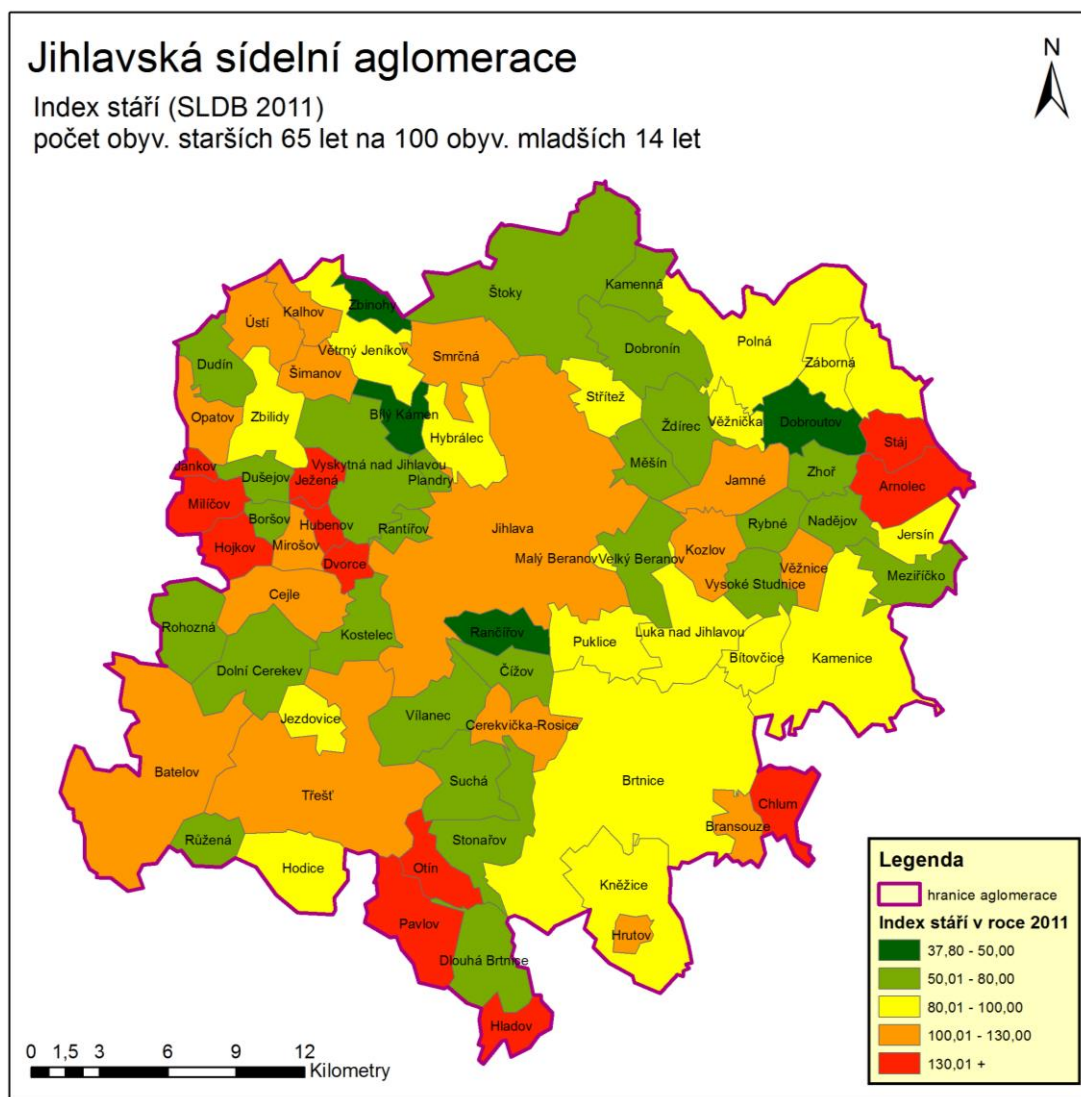 Jihlavská sídelní aglomerace
N
Index stáří (SLDB 2011)
počet obyv. starších 65 let na 100 obyv. mladších 14 let
Štoky
Kamenná
Zbinohy
Kalhov
Ústí
Větrný Jeníkov
Smrčná
Dobronín
Polná
Záborná
Dudín
Šimanov
Střítež
Opatov
Zbilidy
Bílý Kámen
Hybrálec
Ždírec
Věžnička
Dobroutov
Stáj
Jankov
Dušejov
Vyskytná nad Jihlavou
Ježená
Plandry
Měšín
Jamné
Zhoř
Arnolec
Milíčov
Boršov
Hubenov
Rantířov
Jihlava
Rybné
Nadějov
Jersín
Hojkov
Mirošov
Dvorce
Malý Beranov
Velký Beranov
Kozlov
Vysoké Studnice
Věžnice
Meziříčko
Cejle
Rohozná
Kostelec
Rančířov
Puklice
Luka nad Jihlavou
Bítovčice
Kamenice
Dolní Cerekev
Čížov
Jezdovice
Vílanec
Cerekvička-Rosice
Batelov
Třešť
Suchá
Brtnice
Chlum
Bransouze
Růžená
Stonařov
Hodice
Otín
Kněžice
Pavlov
Hrutov
Dlouhá Brtnice
Hladov
Legenda
hranice aglomerace
Index stáří v roce 2011
37,80 - 50,00
50,01 - 80,00
80,01 - 100,00
100,01 - 130,00
130,01 +
0 1,5 3 6 9 12
Kilometry